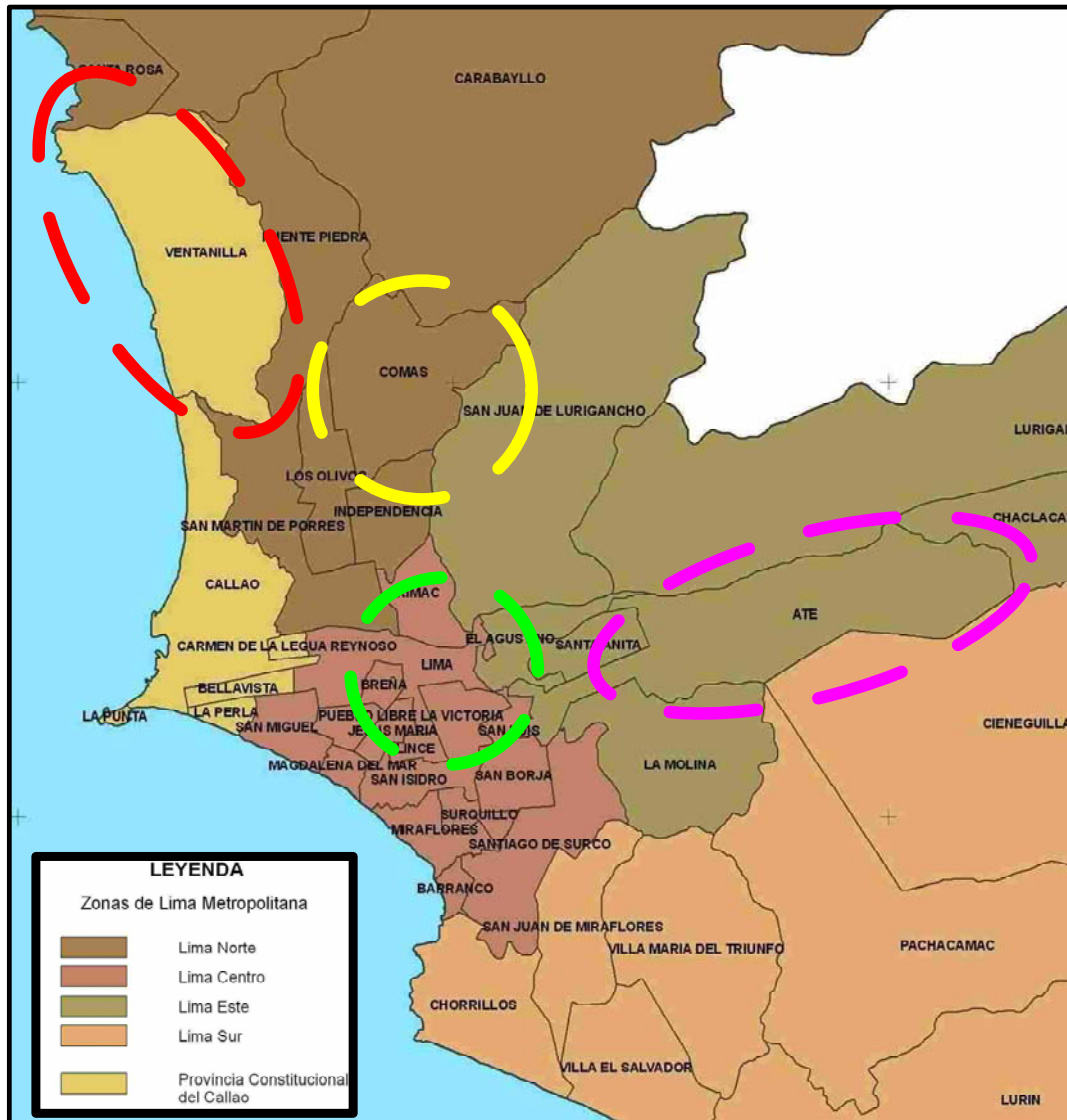 SANTA ROSA
CARABAYLLO
PUENTE PIEDRA
VENTANILLA
COMAS
SAN JUAN DE LURIGANCHO
LURIGAN
LOS OLIVOS
INDEPENDENCIA
CHACLACAY
SAN MARTIN DE PORRES
CALLAO
RIMAC
ATE
EL AGUSTINO
SANTA ANITA
CARMEN DE LA LEGUA REYNOSO
LIMA
BREÑA
BELLAVISTA
LA PERLA
LA PUNTA
PUEBLO LIBRE
LA VICTORIA
SAN MIGUEL
JESUS MARIA
SAN LUIS
CIENEGUILLA
LINCE
MAGDALENA DEL MAR
LA MOLINA
SAN ISIDRO
SAN BORJA
SURQUILLO
MIRAFLORES
SANTIAGO DE SURCO
BARRANCO
SAN JUAN DE MIRAFLORES
VILLA MARIA DEL TRIUNFO
PACHACAMAC
CHORRILLOS
VILLA EL SALVADOR
LURIN
LEYENDA
Zonas de Lima Metropolitana
Lima Norte
Lima Centro
Lima Este
Lima Sur
Provincia Constitucional
del Callao